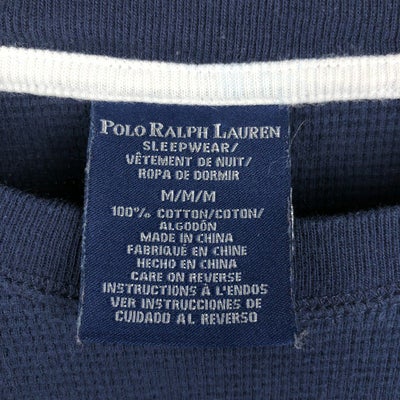 POLO RALPH LAUREN
SLEEPWEAR/
VÊTEMENT DE NUIT/
ROPA DE DORMIR
M/M/M
100% COTTON/COTON/
ALGODÓN
MADE IN CHINA
FABRIQUÉ EN CHINE
HECHO EN CHINA
CARE ON REVERSE
INSTRUCTIONS À L'ENDOS
VER INSTRUCCIONES DE
CUIDADO AL REVERSO